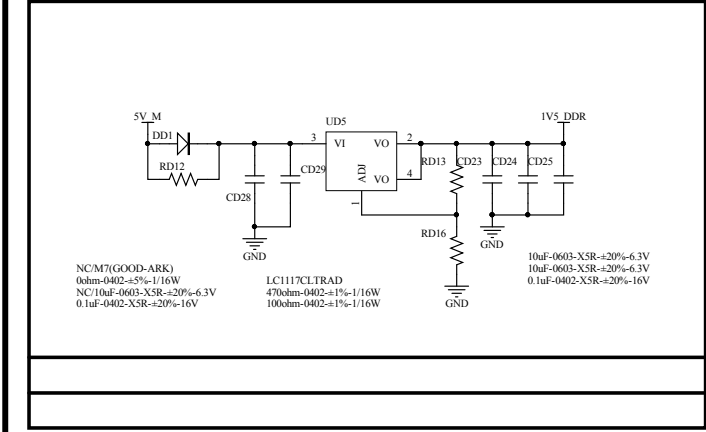 5V_M
1V5_DDR
UD5
DD1
3
VI
VO
2
RD12
RD13
CD23
CD24
CD25
CD29
ADJ
VO
4
CD28
1
RD16
GND
GND
GND
NC/M7(GOOD-ARK)
0ohm-0402-±5%-1/16W
NC/10uF-0603-X5R-±20%-6.3V
0.1uF-0402-X5R-±20%-16V
LC1117CLTRAD
470ohm-0402-±1%-1/16W
100ohm-0402-±1%-1/16W
10uF-0603-X5R-±20%-6.3V
10uF-0603-X5R-±20%-6.3V
0.1uF-0402-X5R-±20%-16V